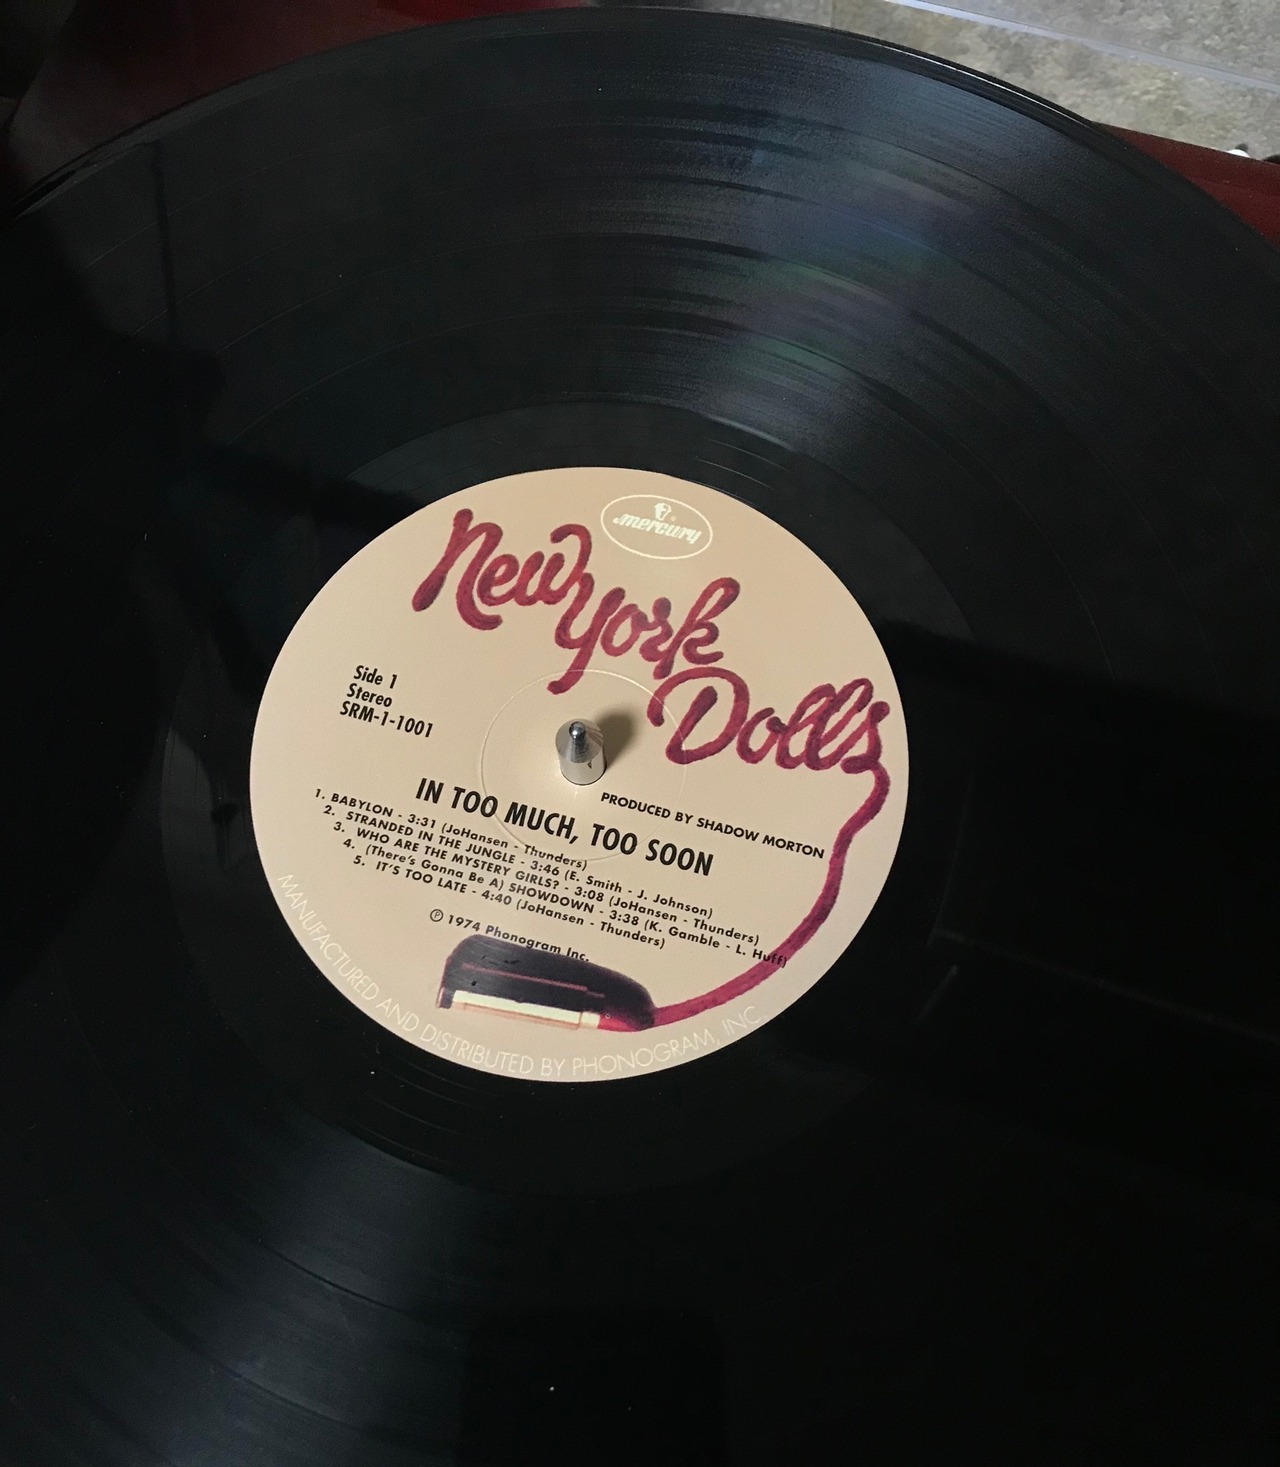 mercury
New York
Dolls
Side 1
Stereo
SRM-1-1001
PRODUCED BY SHADOW MORTON
IN TOO MUCH, TOO SOON
1. BABYLON - 3:31 (JoHansen - Thunders)
2. STRANDED IN THE JUNGLE - 3:46 (E. Smith - J. Johnson)
3. WHO ARE THE MYSTERY GIRLS? - 3:08 (JoHansen - Thunders)
4. (There's Gonna Be A) SHOWDOWN - 3:38 (K. Gamble - L. Huff)
5. IT'S TOO LATE - 4:40 (JoHansen - Thunders)
℗ 1974 Phonogram Inc.
MANUFACTURED AND DISTRIBUTED BY PHONOGRAM, INC.